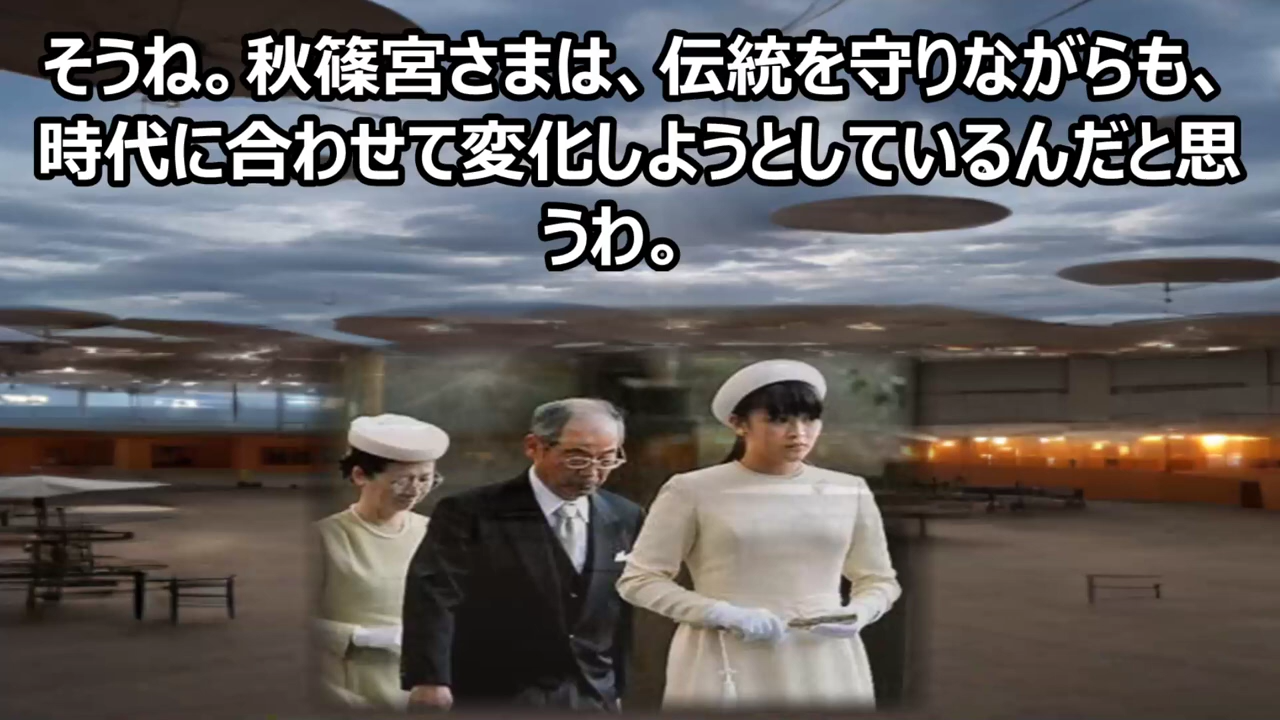 そうね。秋篠宮さまは、伝統を守りながらも、
時代に合わせて変化しようとしているんだと思
うわ。